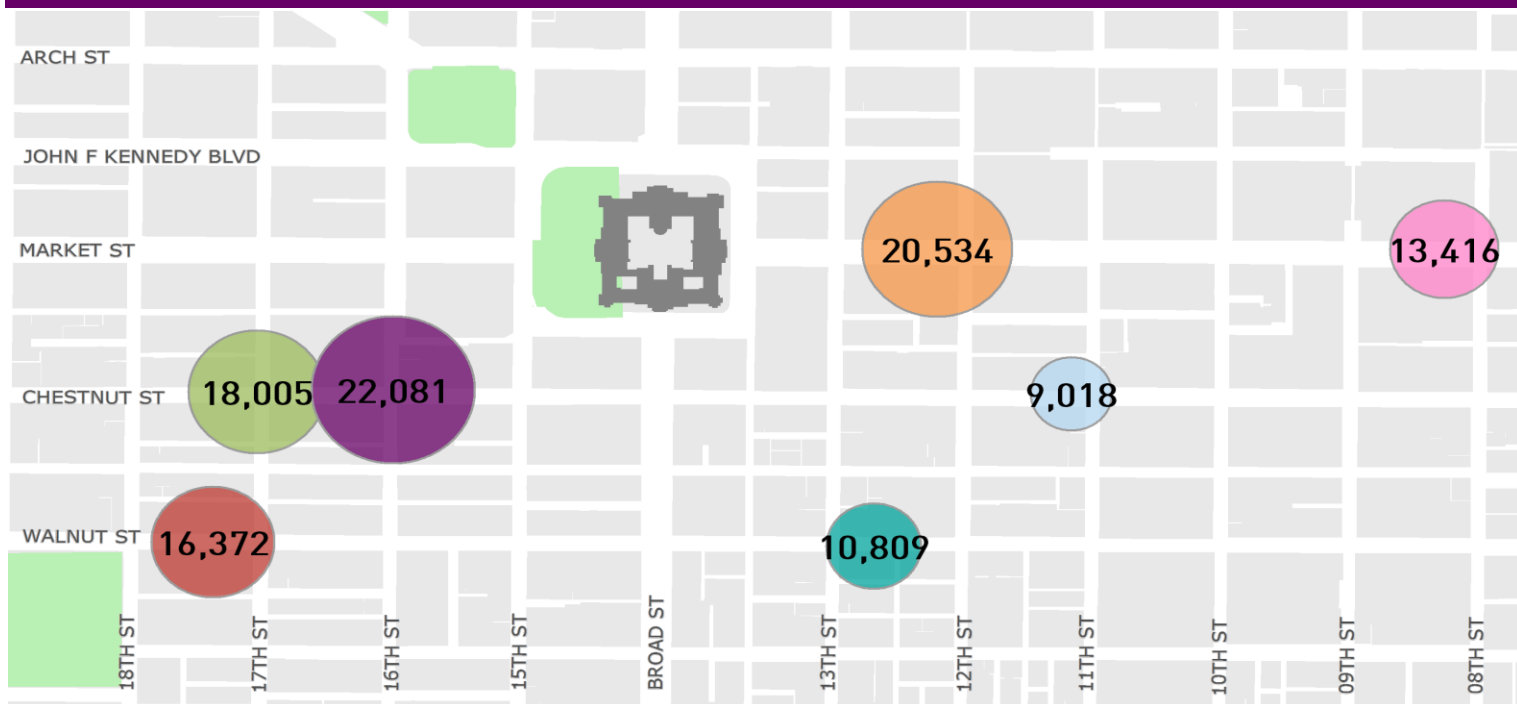 ARCH ST
JOHN F KENNEDY BLVD
MARKET ST
20,534
13,416
CHESTNUT ST
18,005
22,081
9,018
WALNUT ST
16,372
10,809
18TH ST
17TH ST
16TH ST
15TH ST
BROAD ST
13TH ST
12TH ST
11TH ST
10TH ST
09TH ST
08TH ST